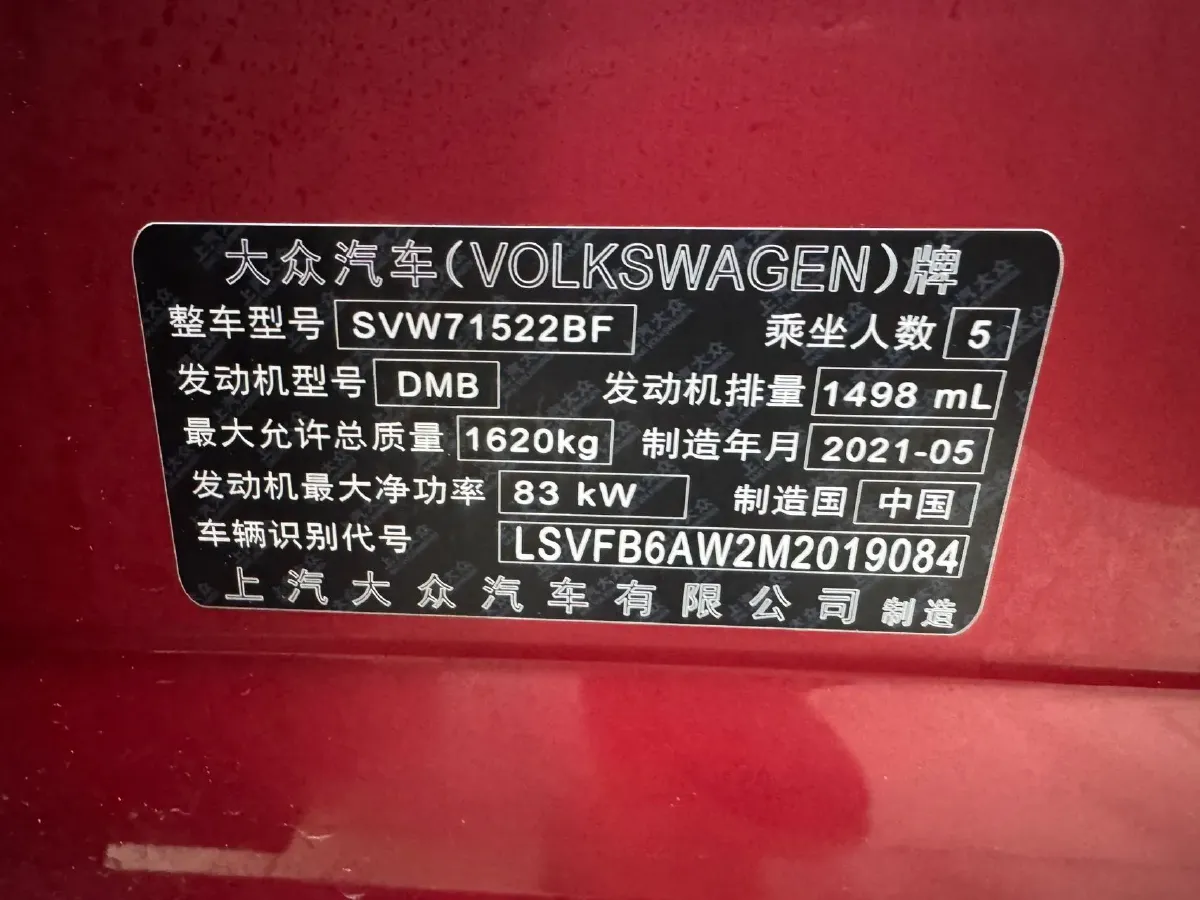 大众汽车(VOLKSWAGEN)牌
整车型号 SVW71522BF 乘坐人数 5
发动机型号 DMB 发动机排量 1498 mL
最大允许总质量 1620kg 制造年月 2021-05
发动机最大净功率 83 kW 制造国 中国
车辆识别代号 LSVFB6AW2M2019084
上汽大众汽车有限公司 制造